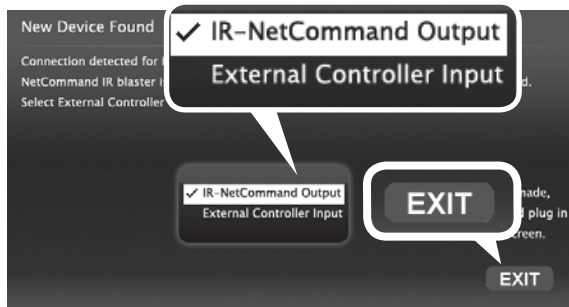 New Device Found
✓ IR-NetCommand Output
External Controller Input
Connection detected for
NetCommand IR blaster
d.
Select External Controller
✓ IR-NetCommand Output
External Controller Input
EXIT
made,
plug in
screen.
EXIT